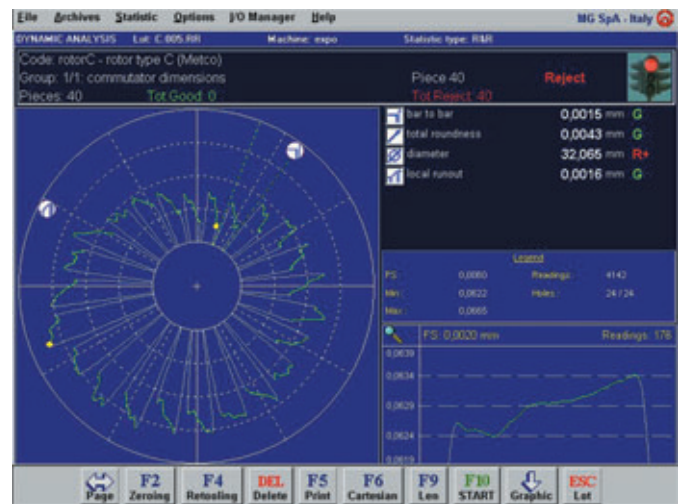 File Archives Statistic Options I/O Manager Help MG SpA - Italy
DYNAMIC ANALYSIS Lot: C.005.RR Machine: expo Statistic type: R&R
Code: rotorC - rotor type C (Metco)
Group: 1/1: commutator dimensions Piece 40 Reject
Pieces: 40 Tot Good: 0 Tot Reject: 40
bar to bar 0,0015 mm G
total roundness 0,0043 mm G
diameter 32,065 mm R+
local runout 0,0016 mm G
Legend
FS: 0,0060 Readings: 4142
Min: 0,0622 Holes: 24 / 24
Max: 0,0665
FS: 0,0020 mm Readings: 176
0,0639
0,0634
0,0629
0,0624
0,0619
Page
F2 Zeroing
F4 Retooling
DEL Delete
F5 Print
F6 Cartesian
F9 Len
F10 START
Graphic
ESC Lot